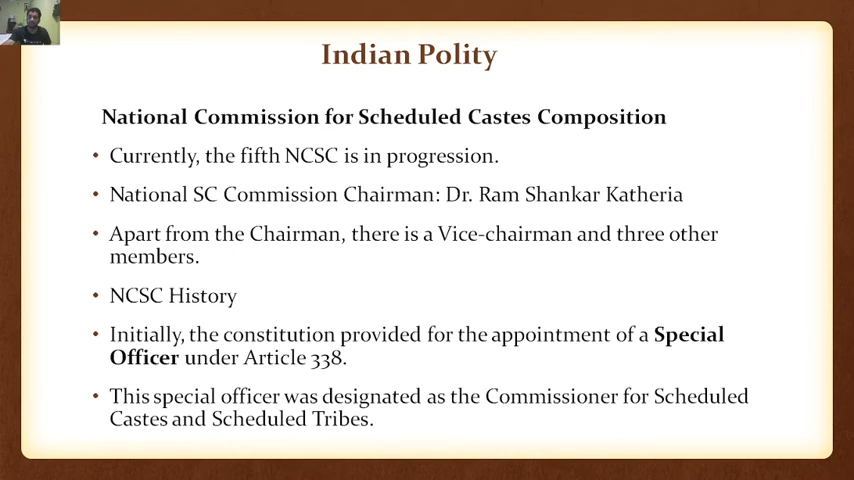 Indian Polity
National Commission for Scheduled Castes Composition
• Currently, the fifth NCSC is in progression.
• National SC Commission Chairman: Dr. Ram Shankar Katheria
• Apart from the Chairman, there is a Vice-chairman and three other
members.
• NCSC History
• Initially, the constitution provided for the appointment of a Special
Officer under Article 338.
• This special officer was designated as the Commissioner for Scheduled
Castes and Scheduled Tribes.